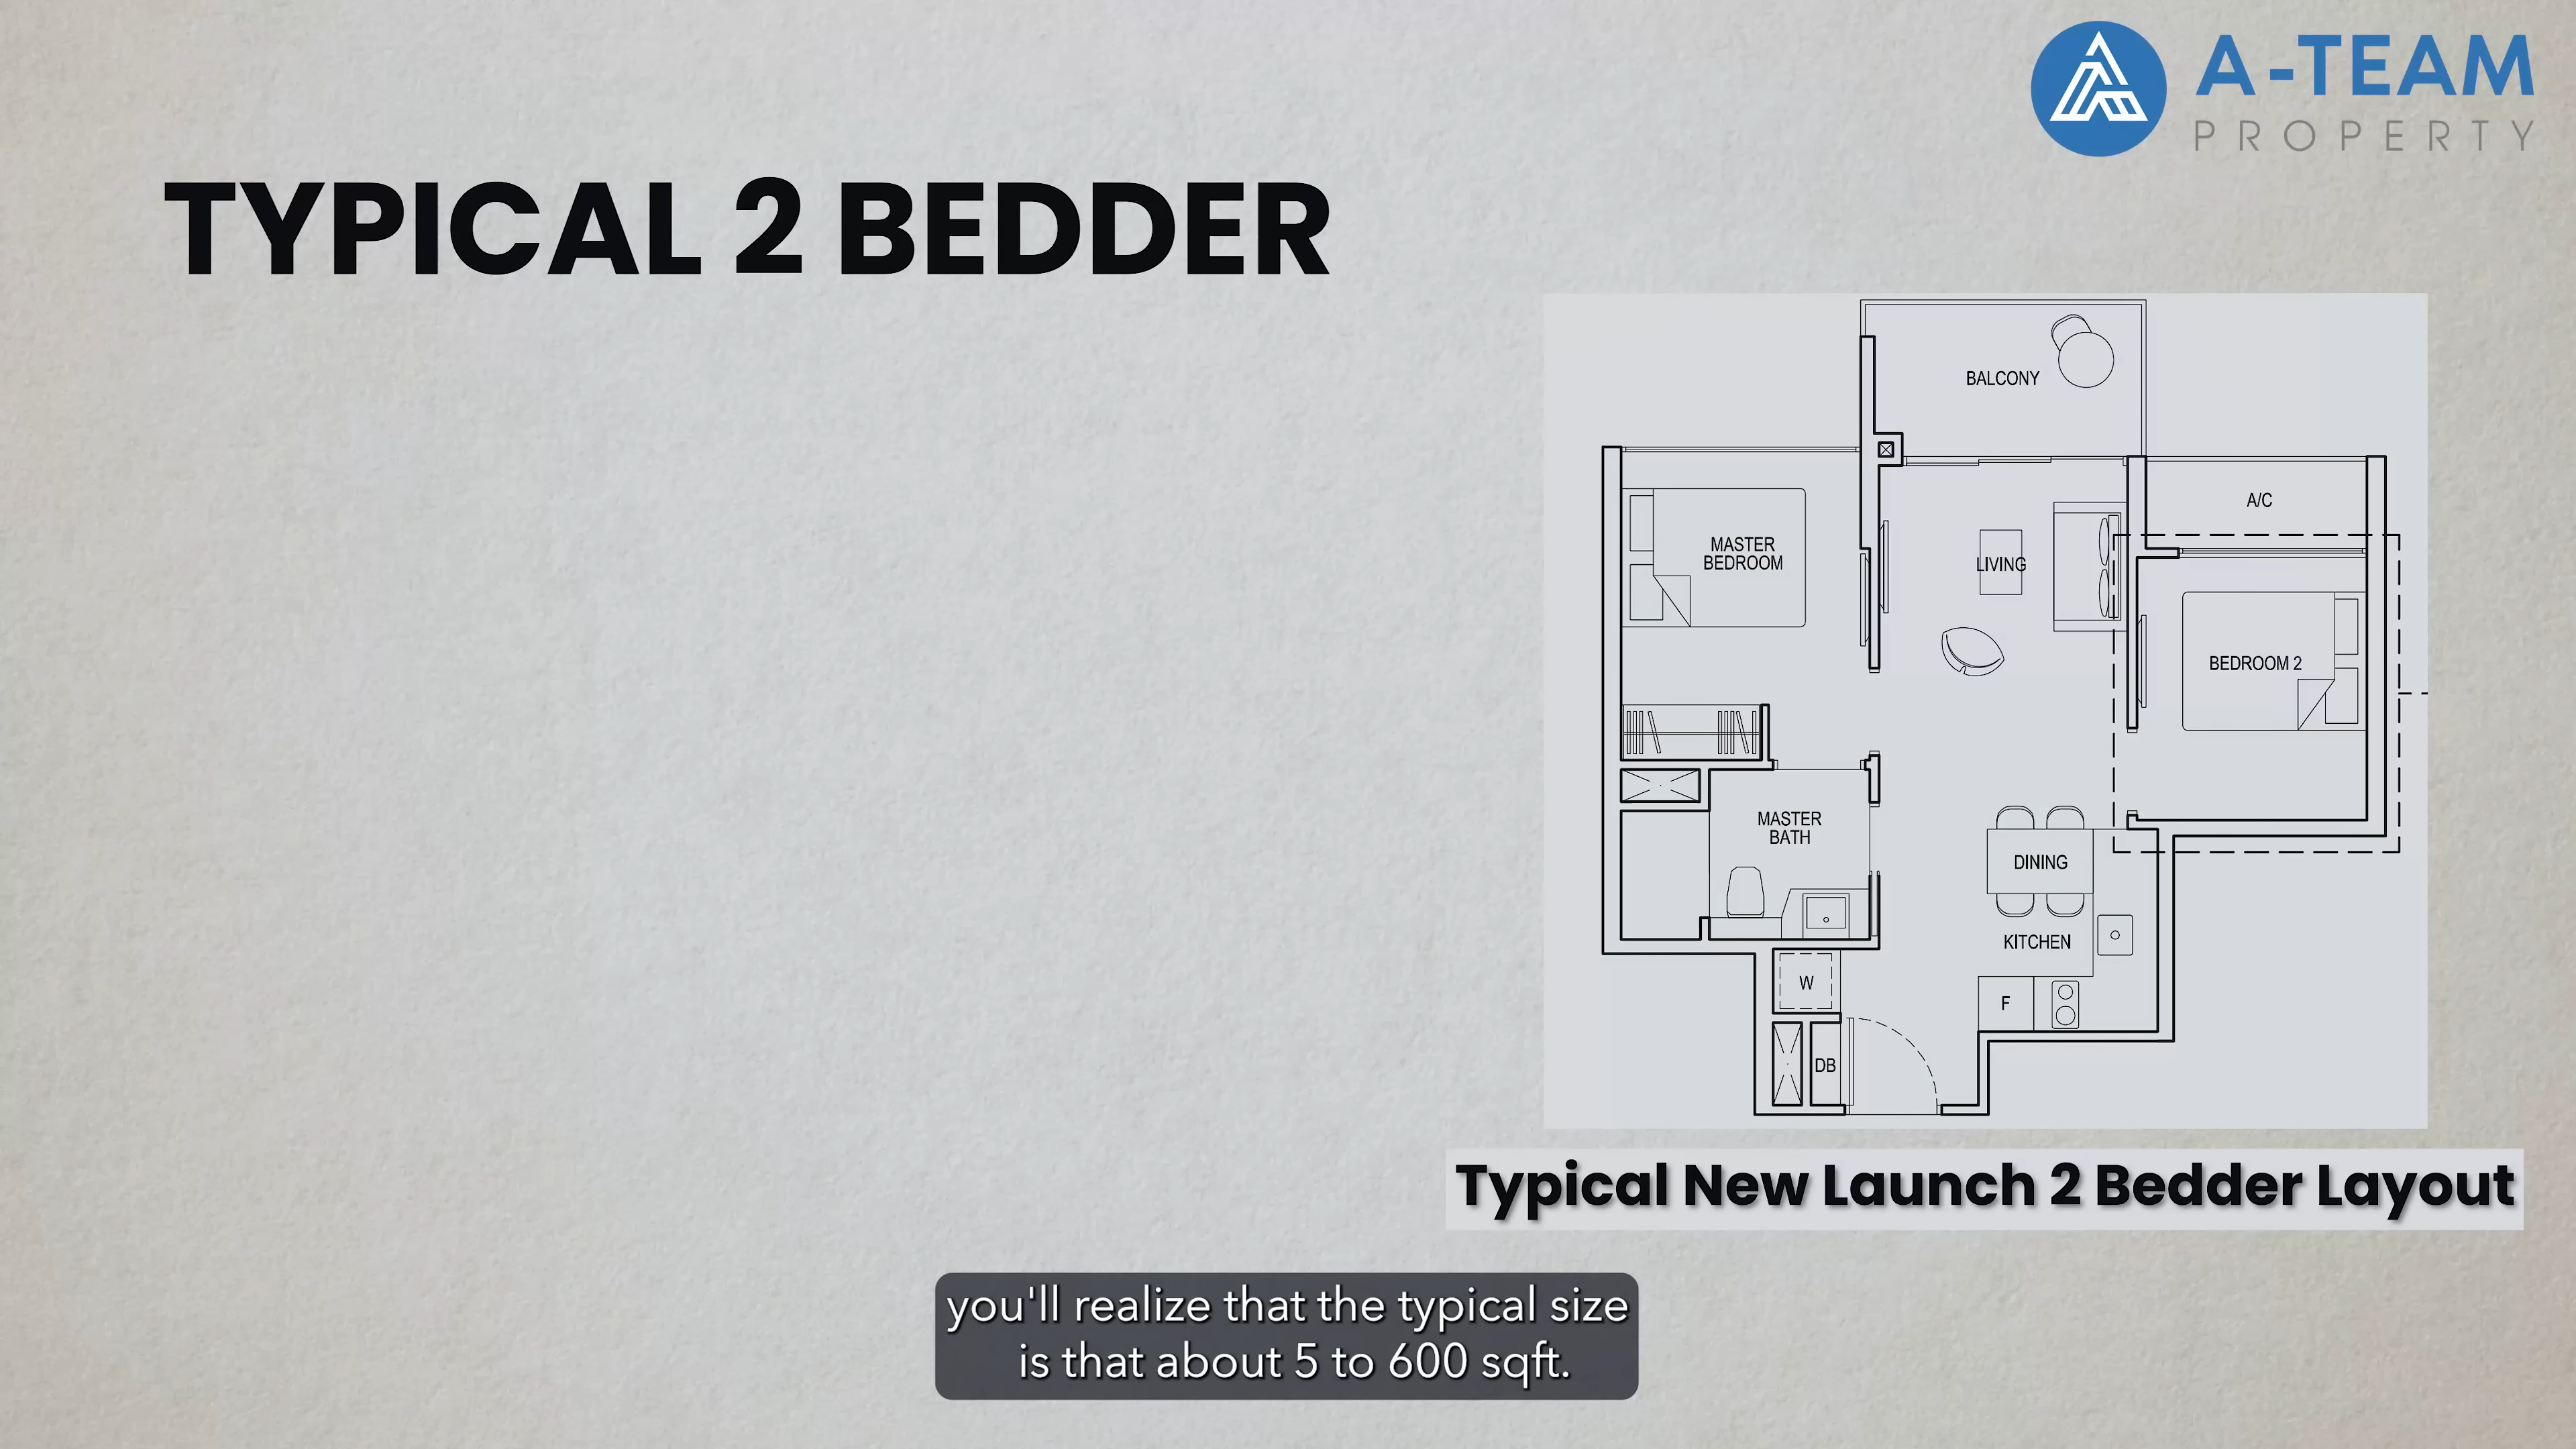 A-TEAM
PROPERTY
TYPICAL 2 BEDDER
BALCONY
A/C
MASTER
BEDROOM
LIVING
BEDROOM 2
MASTER
BATH
DINING
KITCHEN
W
F
DB
Typical New Launch 2 Bedder Layout
you'll realize that the typical size
is that about 5 to 600 sqft.